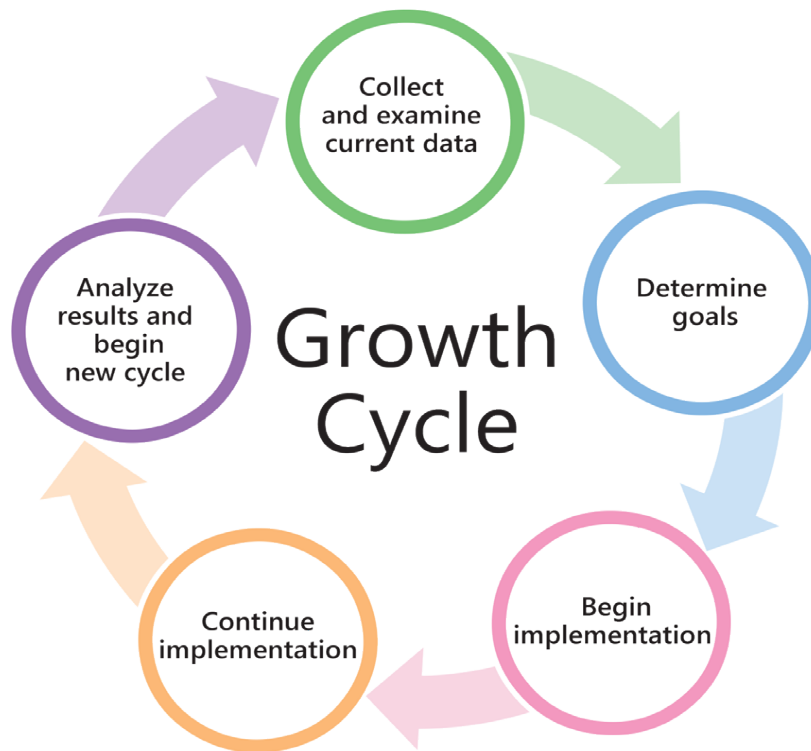 Collect
and examine
current data
Determine
goals
Begin
implementation
Continue
implementation
Analyze
results and
begin
new cycle
Growth
Cycle